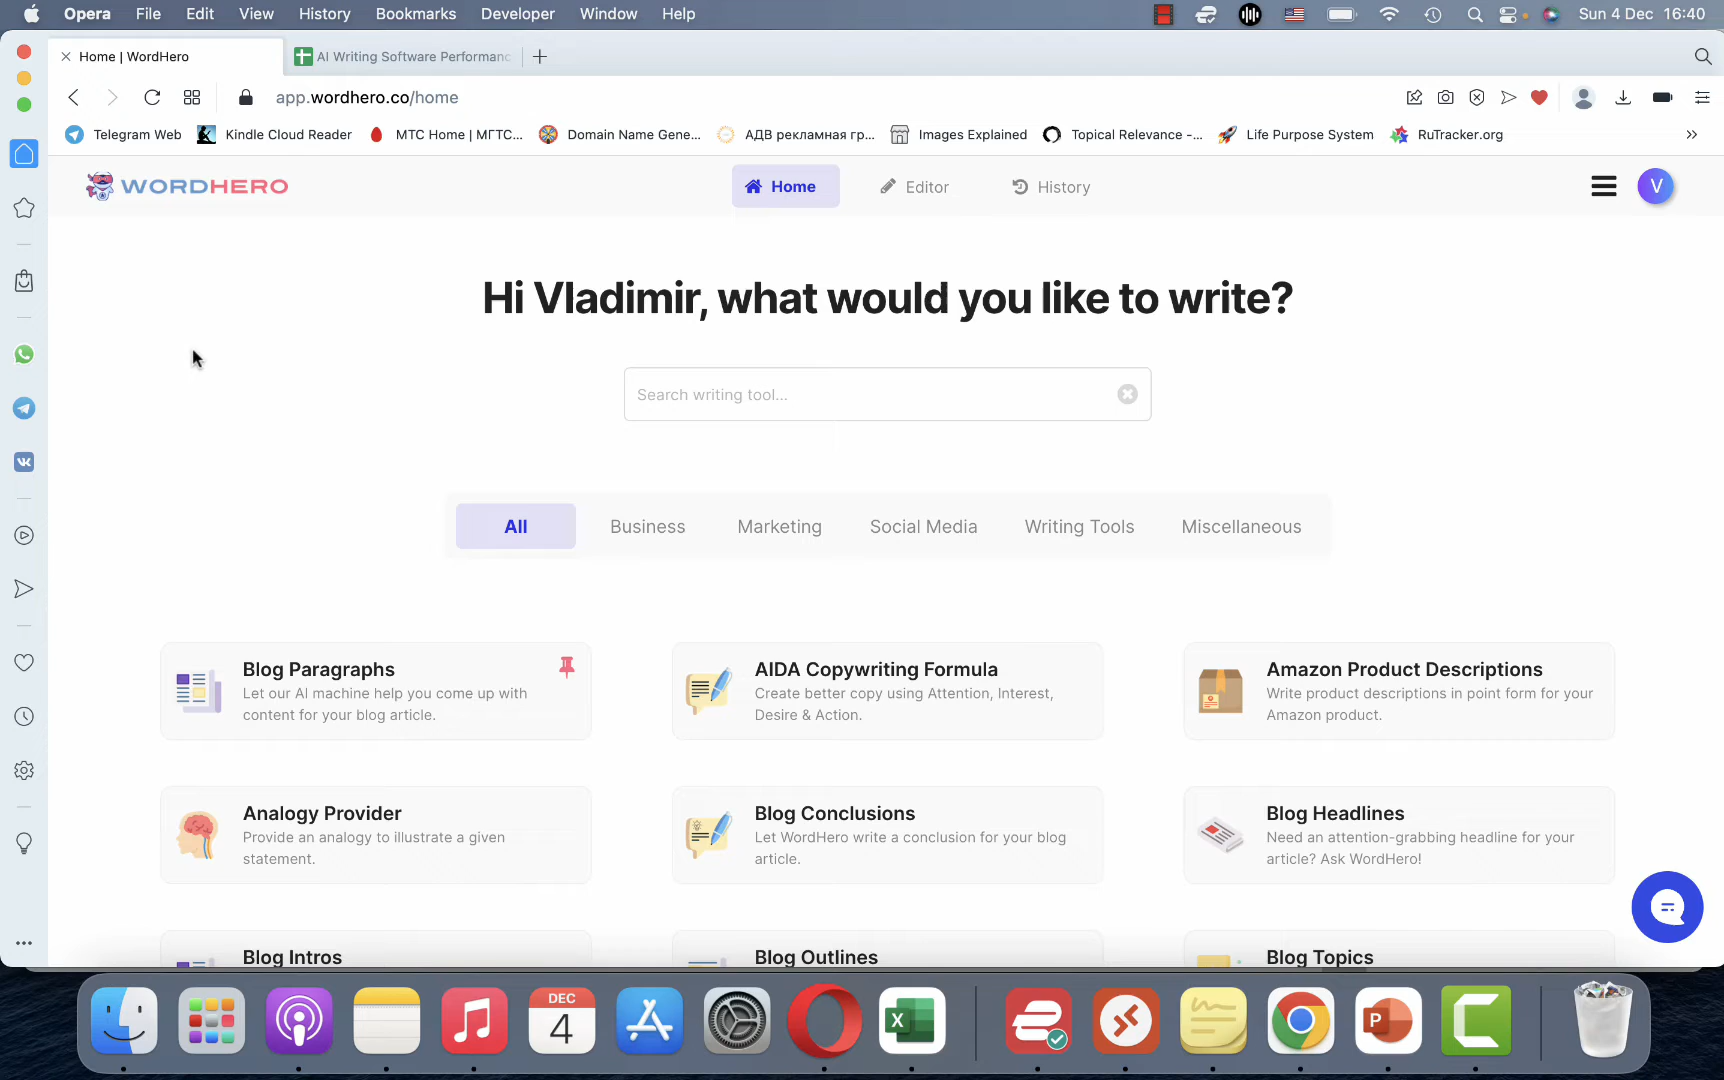 Opera File Edit View History Bookmarks Developer Window Help Sun 4 Dec 16:40
Home | WordHero AI Writing Software Performanc
app.wordhero.co/home
Telegram Web Kindle Cloud Reader МТС Home | МГТС... Domain Name Gene... АДВ рекламная гр... Images Explained Topical Relevance -... Life Purpose System RuTracker.org
WORDHERO Home Editor History V
Hi Vladimir, what would you like to write?
Search writing tool...
All Business Marketing Social Media Writing Tools Miscellaneous
Blog Paragraphs
Let our AI machine help you come up with
content for your blog article.
AIDA Copywriting Formula
Create better copy using Attention, Interest,
Desire & Action.
Amazon Product Descriptions
Write product descriptions in point form for your
Amazon product.
Analogy Provider
Provide an analogy to illustrate a given
statement.
Blog Conclusions
Let WordHero write a conclusion for your blog
article.
Blog Headlines
Need an attention-grabbing headline for your
article? Ask WordHero!
Blog Intros
Blog Outlines
Blog Topics
DEC
4
X
P